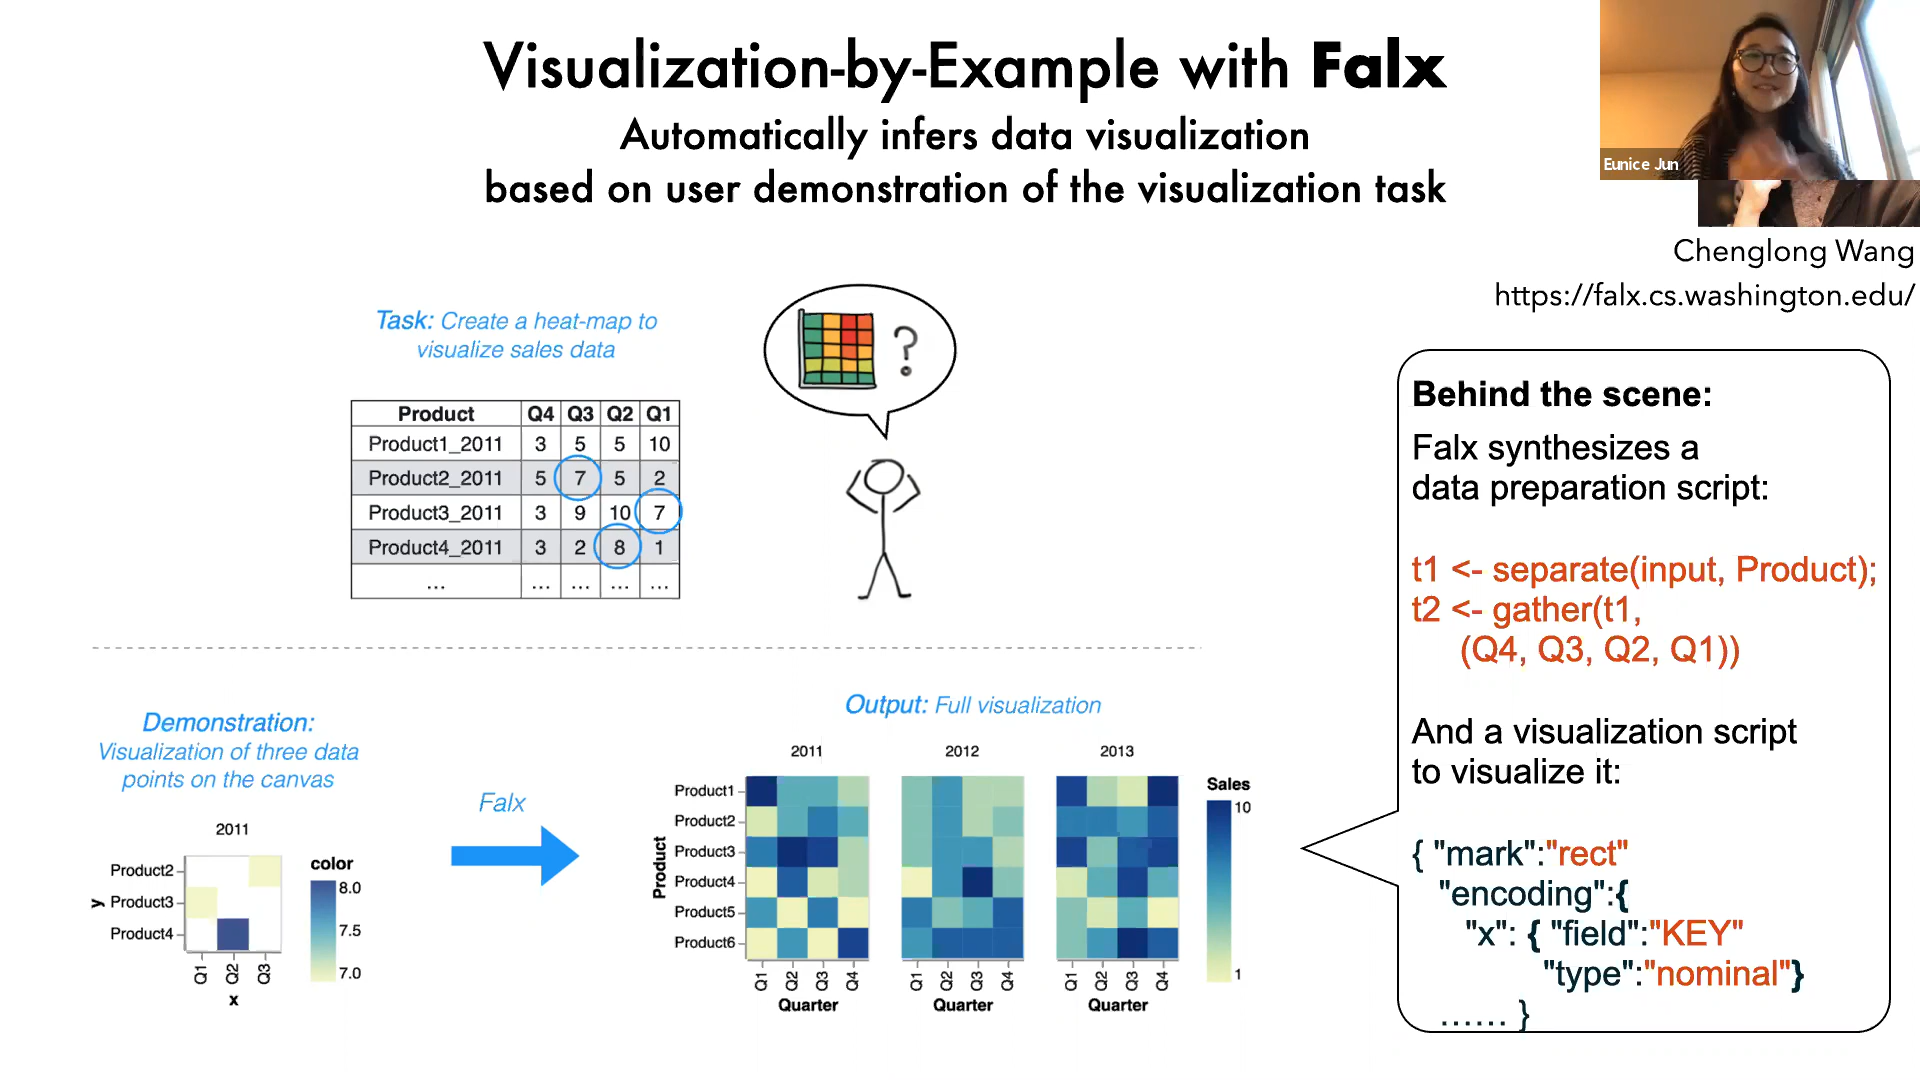 Visualization-by-Example with Falx
Automatically infers data visualization
based on user demonstration of the visualization task
Eunice Jun
Chenglong Wang
https://falx.cs.washington.edu/
Task: Create a heat-map to
visualize sales data
?
Product Q4 Q3 Q2 Q1
Product1_2011 3 5 5 10
Product2_2011 5 7 5 2
Product3_2011 3 9 10 7
Product4_2011 3 2 8 1
... ... ... ... ...
Demonstration:
Visualization of three data
points on the canvas
2011
Product2
Product3
Product4
y
Q1 Q2 Q3
x
color
8.0
7.5
7.0
Falx
Output: Full visualization
2011 2012 2013
Product
Product1
Product2
Product3
Product4
Product5
Product6
Q1 Q2 Q3 Q4 Q1 Q2 Q3 Q4 Q1 Q2 Q3 Q4
Quarter Quarter Quarter
Sales
10
1
Behind the scene:
Falx synthesizes a
data preparation script:
t1 <- separate(input, Product);
t2 <- gather(t1,
(Q4, Q3, Q2, Q1))
And a visualization script
to visualize it:
{ "mark":"rect"
"encoding":{
"x": { "field":"KEY"
"type":"nominal"}
...... }